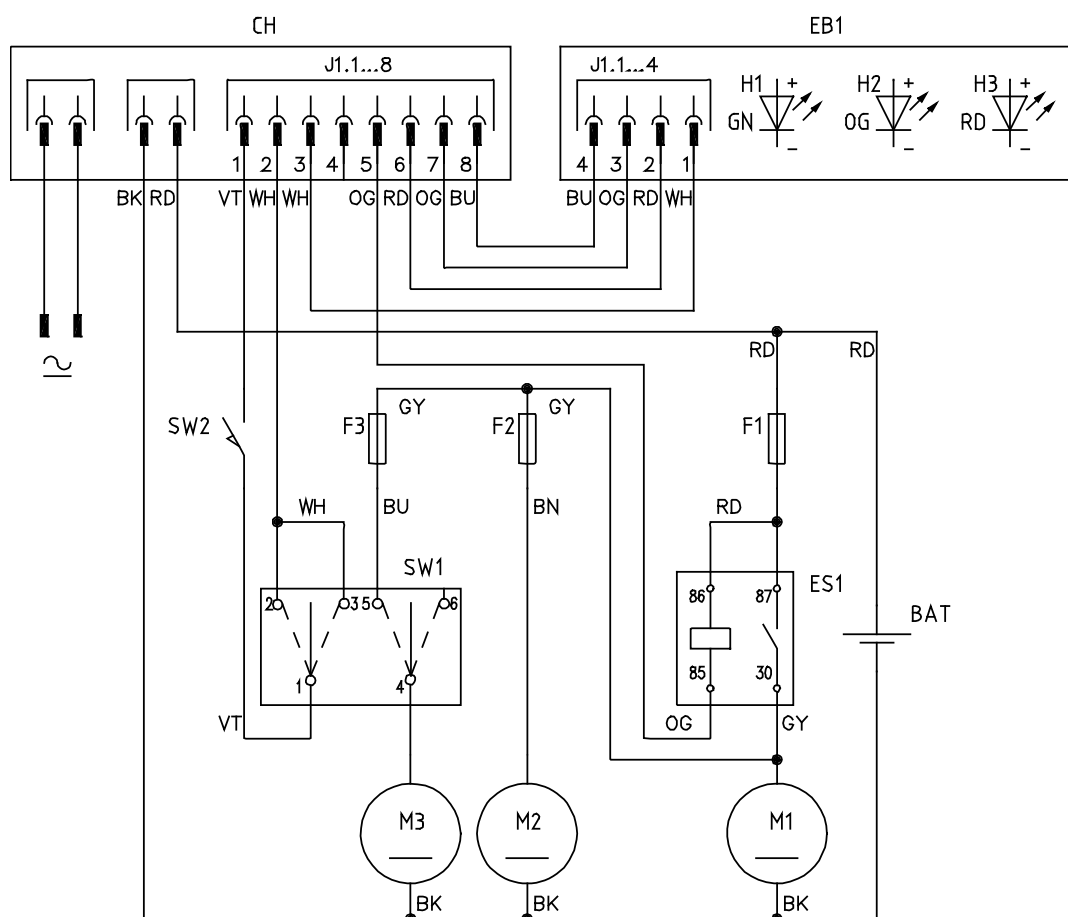 CH EB1
J1.1...8 J1.1...4
H1 + H2 + H3 +
GN OG RD
- - -
1 2 3 4 5 6 7 8 4 3 2 1
BK RD VT WH WH OG RD OG BU BU OG RD WH
RD RD
GY GY
SW2 F3 F2 F1
WH BU BN RD
SW1 ES1
2 3 5 6 86 87
BAT
1 4 85 30
VT OG GY
M3 M2 M1
BK BK BK